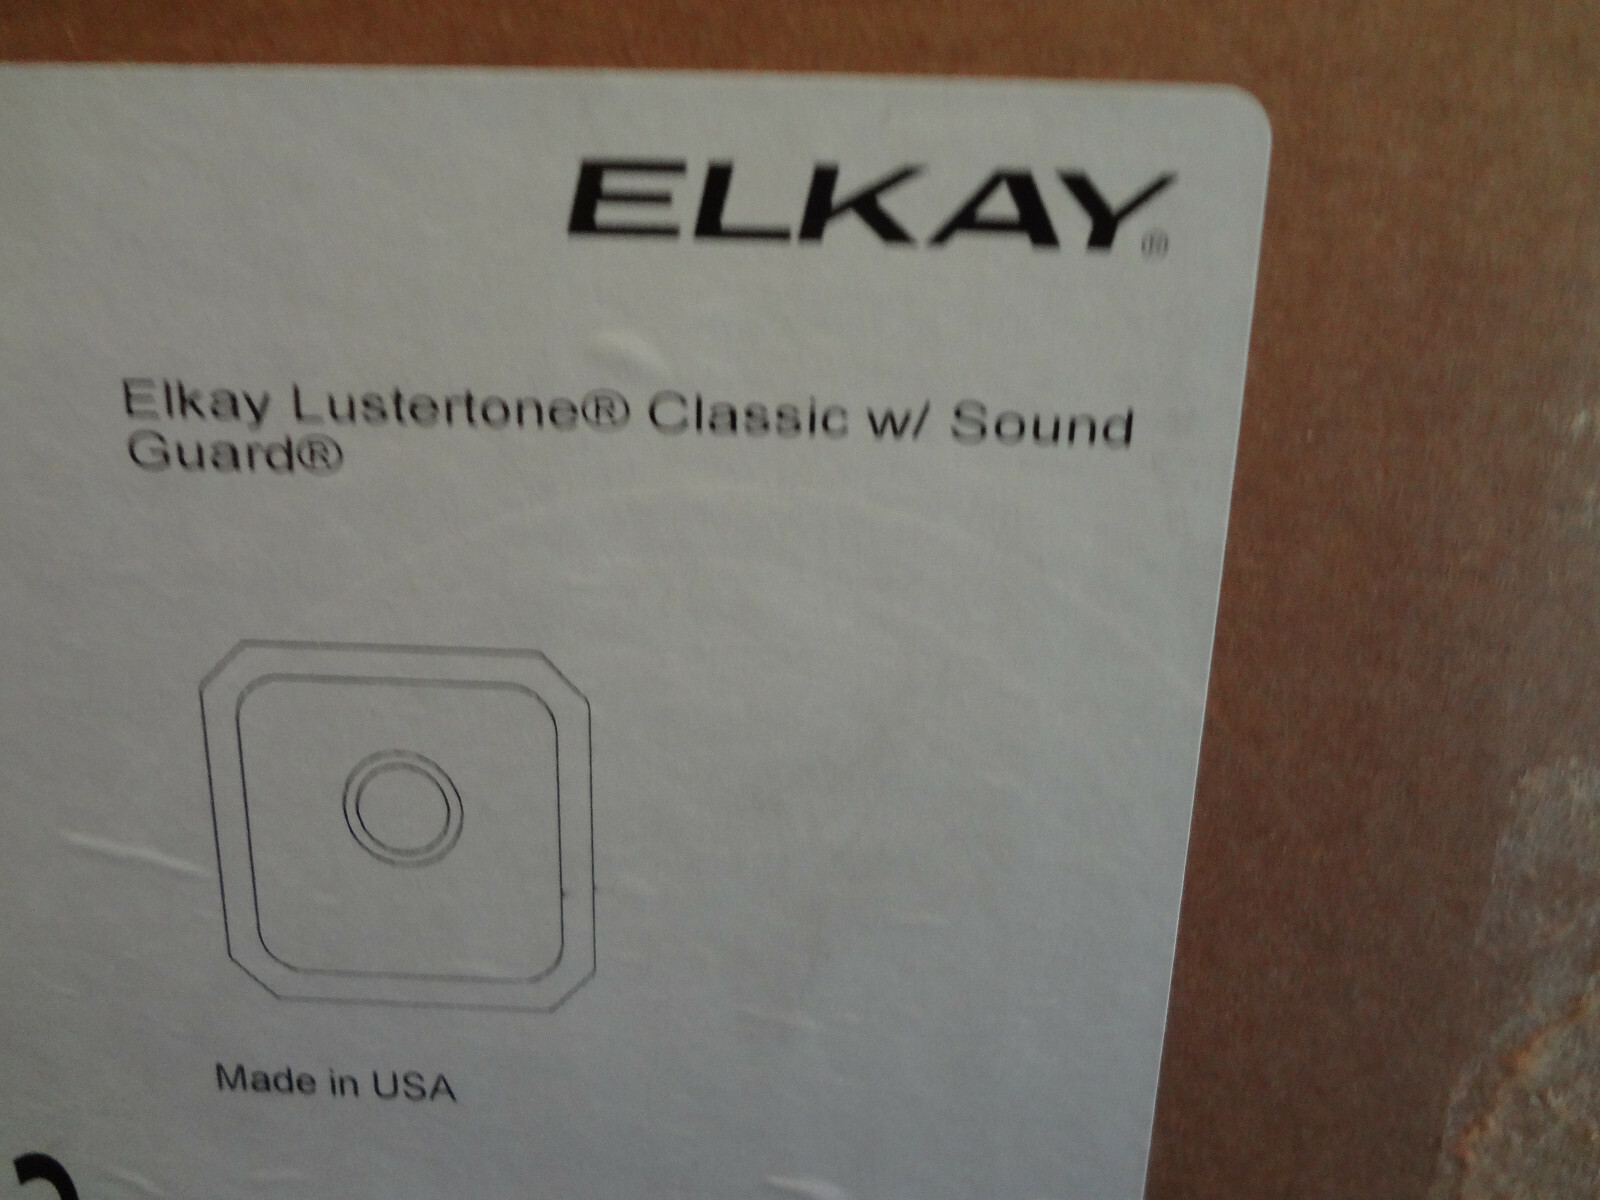 ELKAY®
Elkay Lustertone® Classic w/ Sound
Guard®
Made in USA